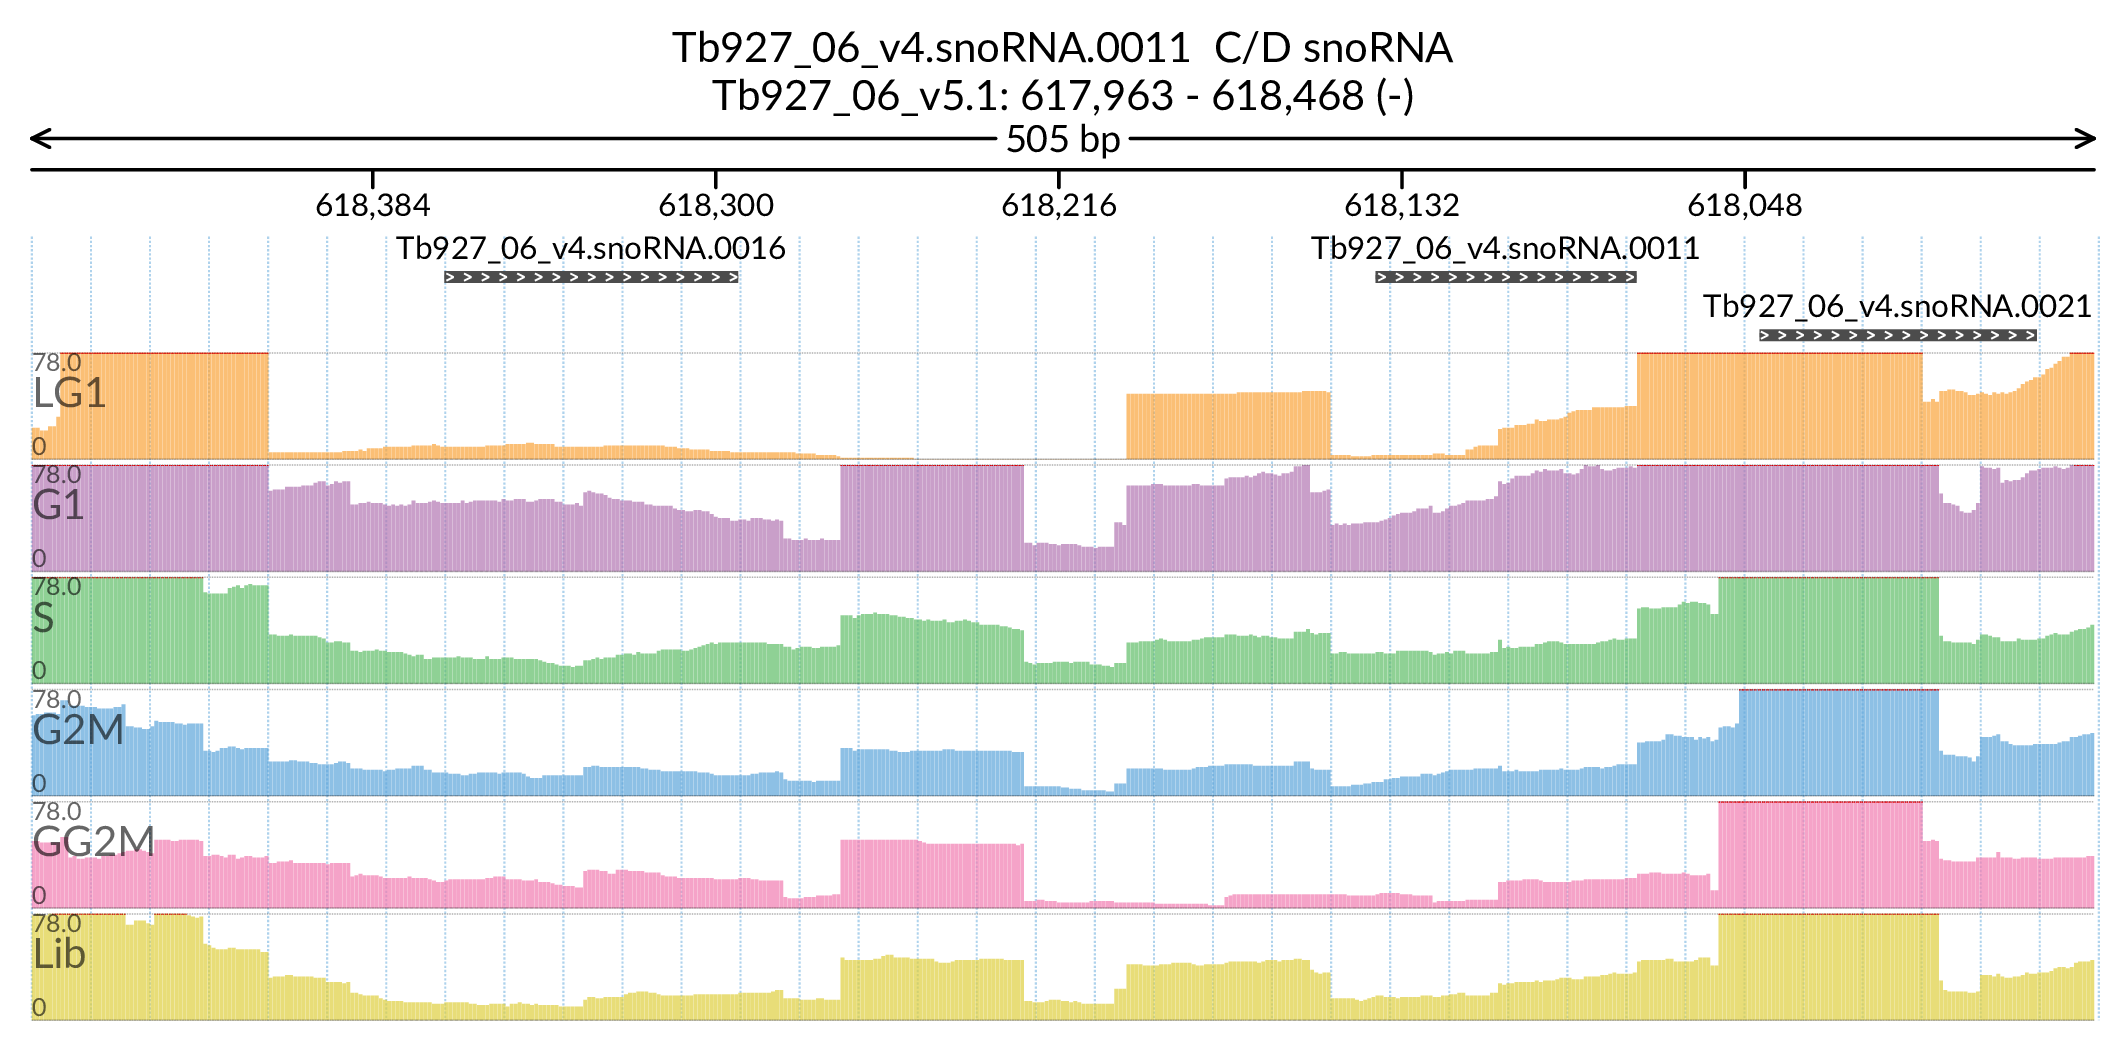 Tb927_06_v4.snoRNA.0011 C/D snoRNA
Tb927_06_v5.1: 617,963 - 618,468 (-)
505 bp
618,384 618,300 618,216 618,132 618,048
Tb927_06_v4.snoRNA.0016 Tb927_06_v4.snoRNA.0011
Tb927_06_v4.snoRNA.0021
78.0
LG1
0
78.0
G1
0
78.0
S
0
78.0
G2M
0
78.0
GG2M
0
78.0
Lib
0